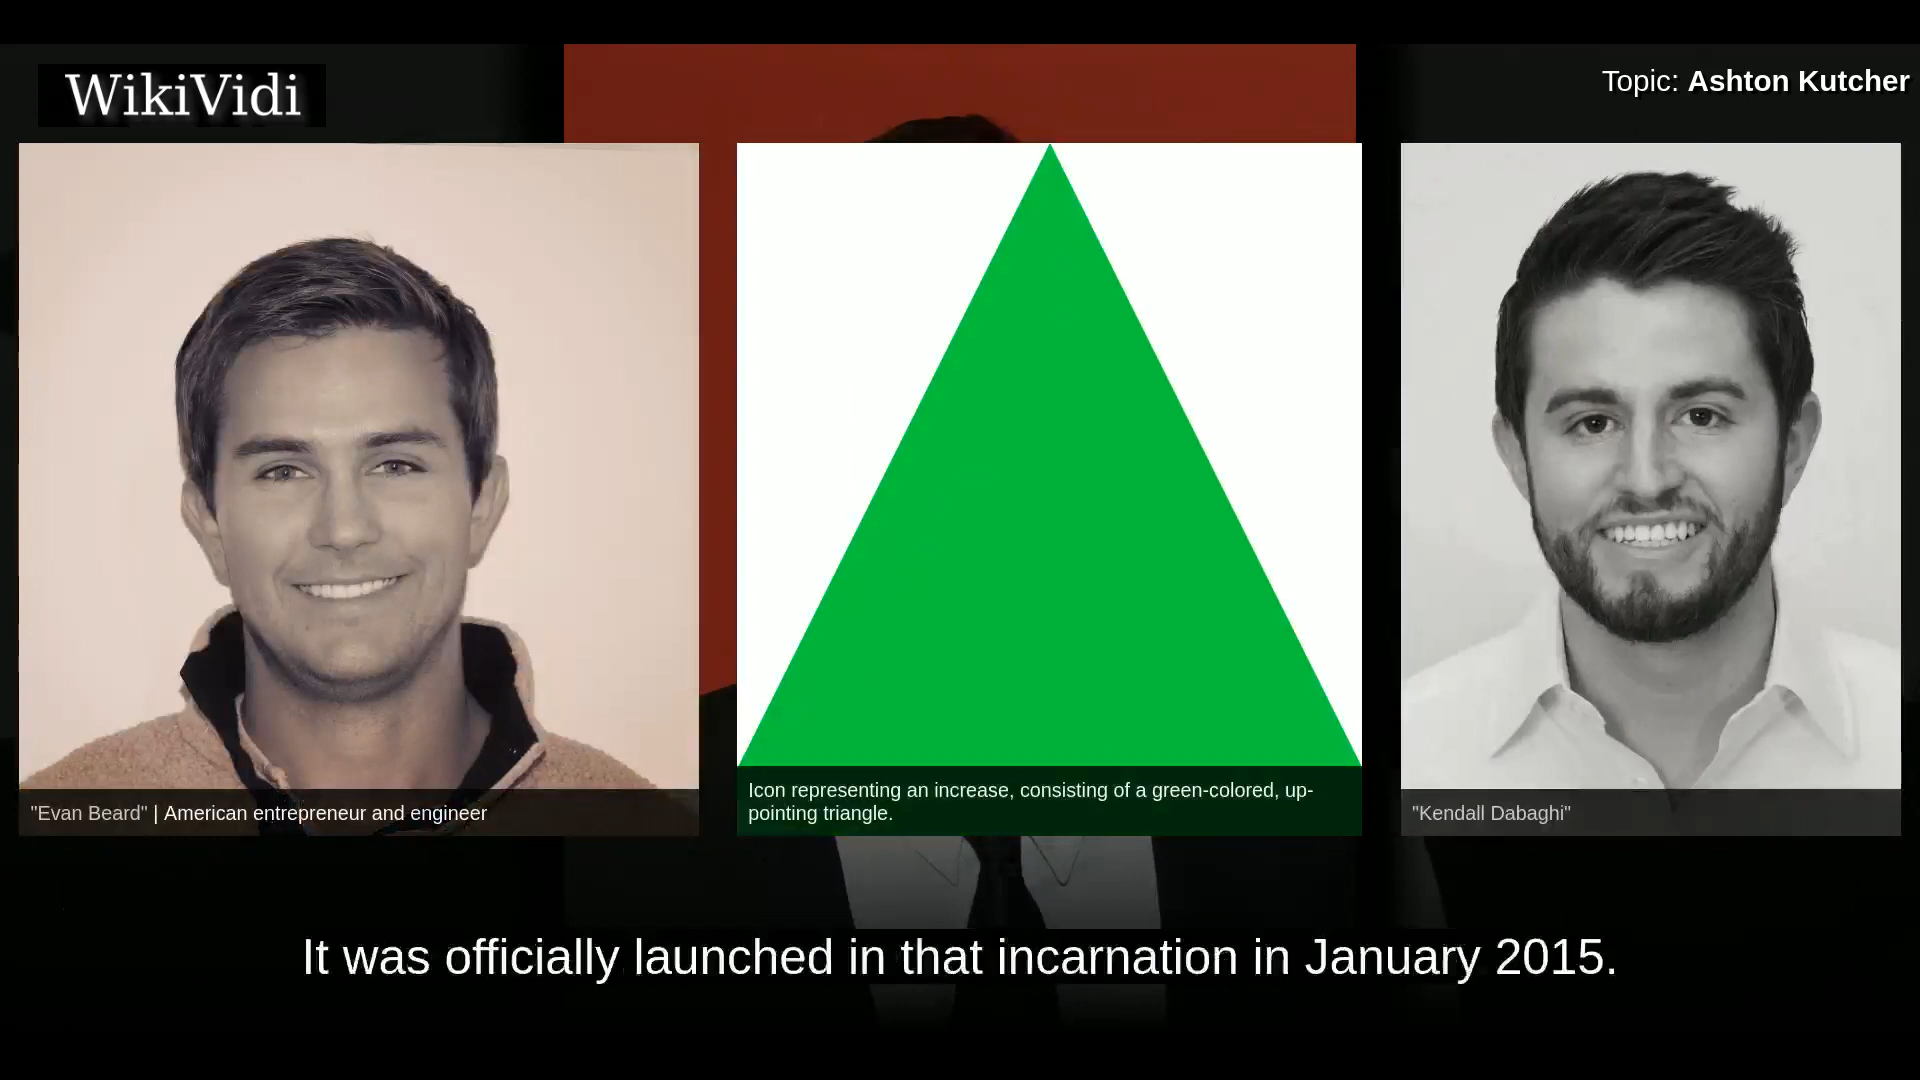 WikiVidi
Topic: Ashton Kutcher
"Evan Beard" | American entrepreneur and engineer
Icon representing an increase, consisting of a green-colored, up-
pointing triangle.
"Kendall Dabaghi"
It was officially launched in that incarnation in January 2015.